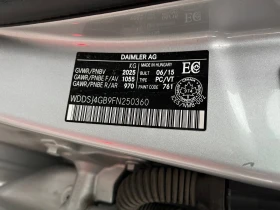 DAIMLER AG
KG
GVWR/PNBV 2025
GAWR/PNBE F/AV 1055
GAWR/PNBE R/AR 970
BUILT 06/15
MADE IN HUNGARY
TYPE PC/VT
PAINT CODE 761
EC
WDDSJ4GB9FN250360